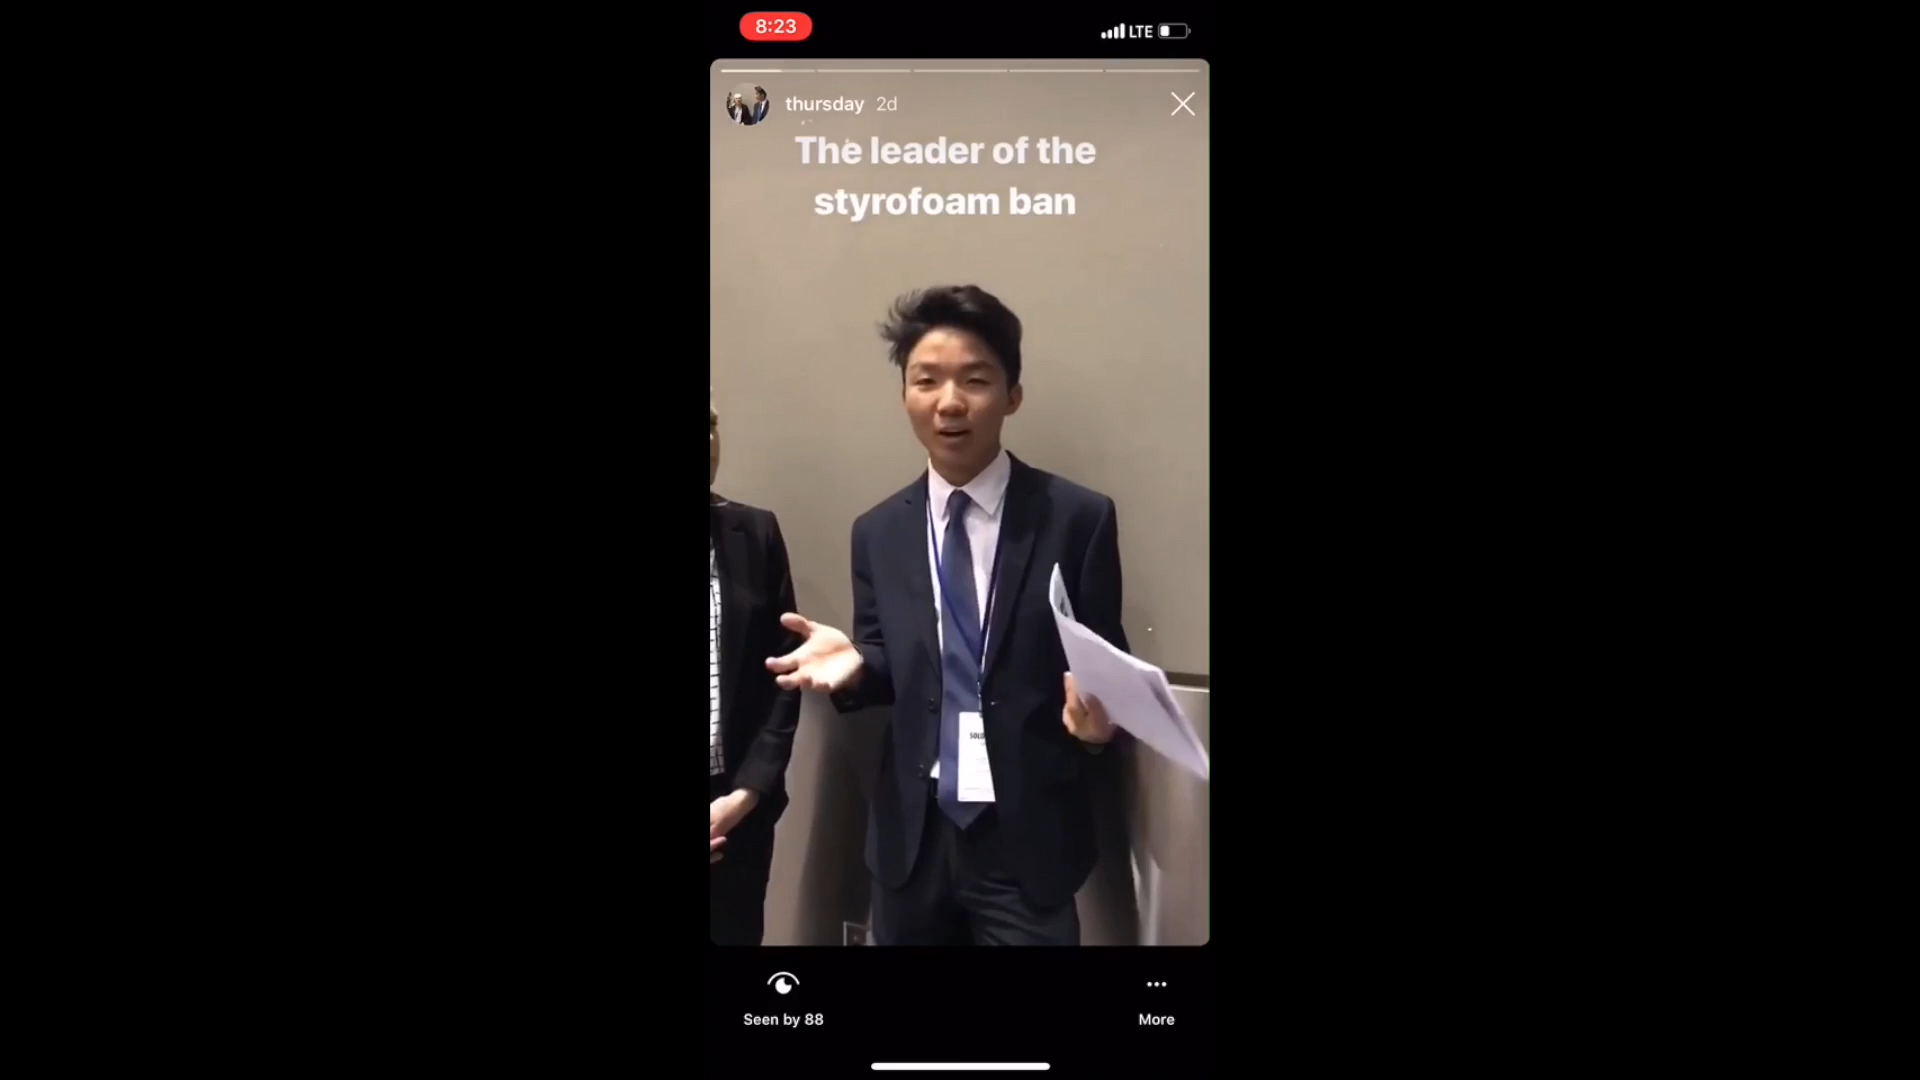 8:23
LTE
thursday 2d
The leader of the
styrofoam ban
Seen by 88
More